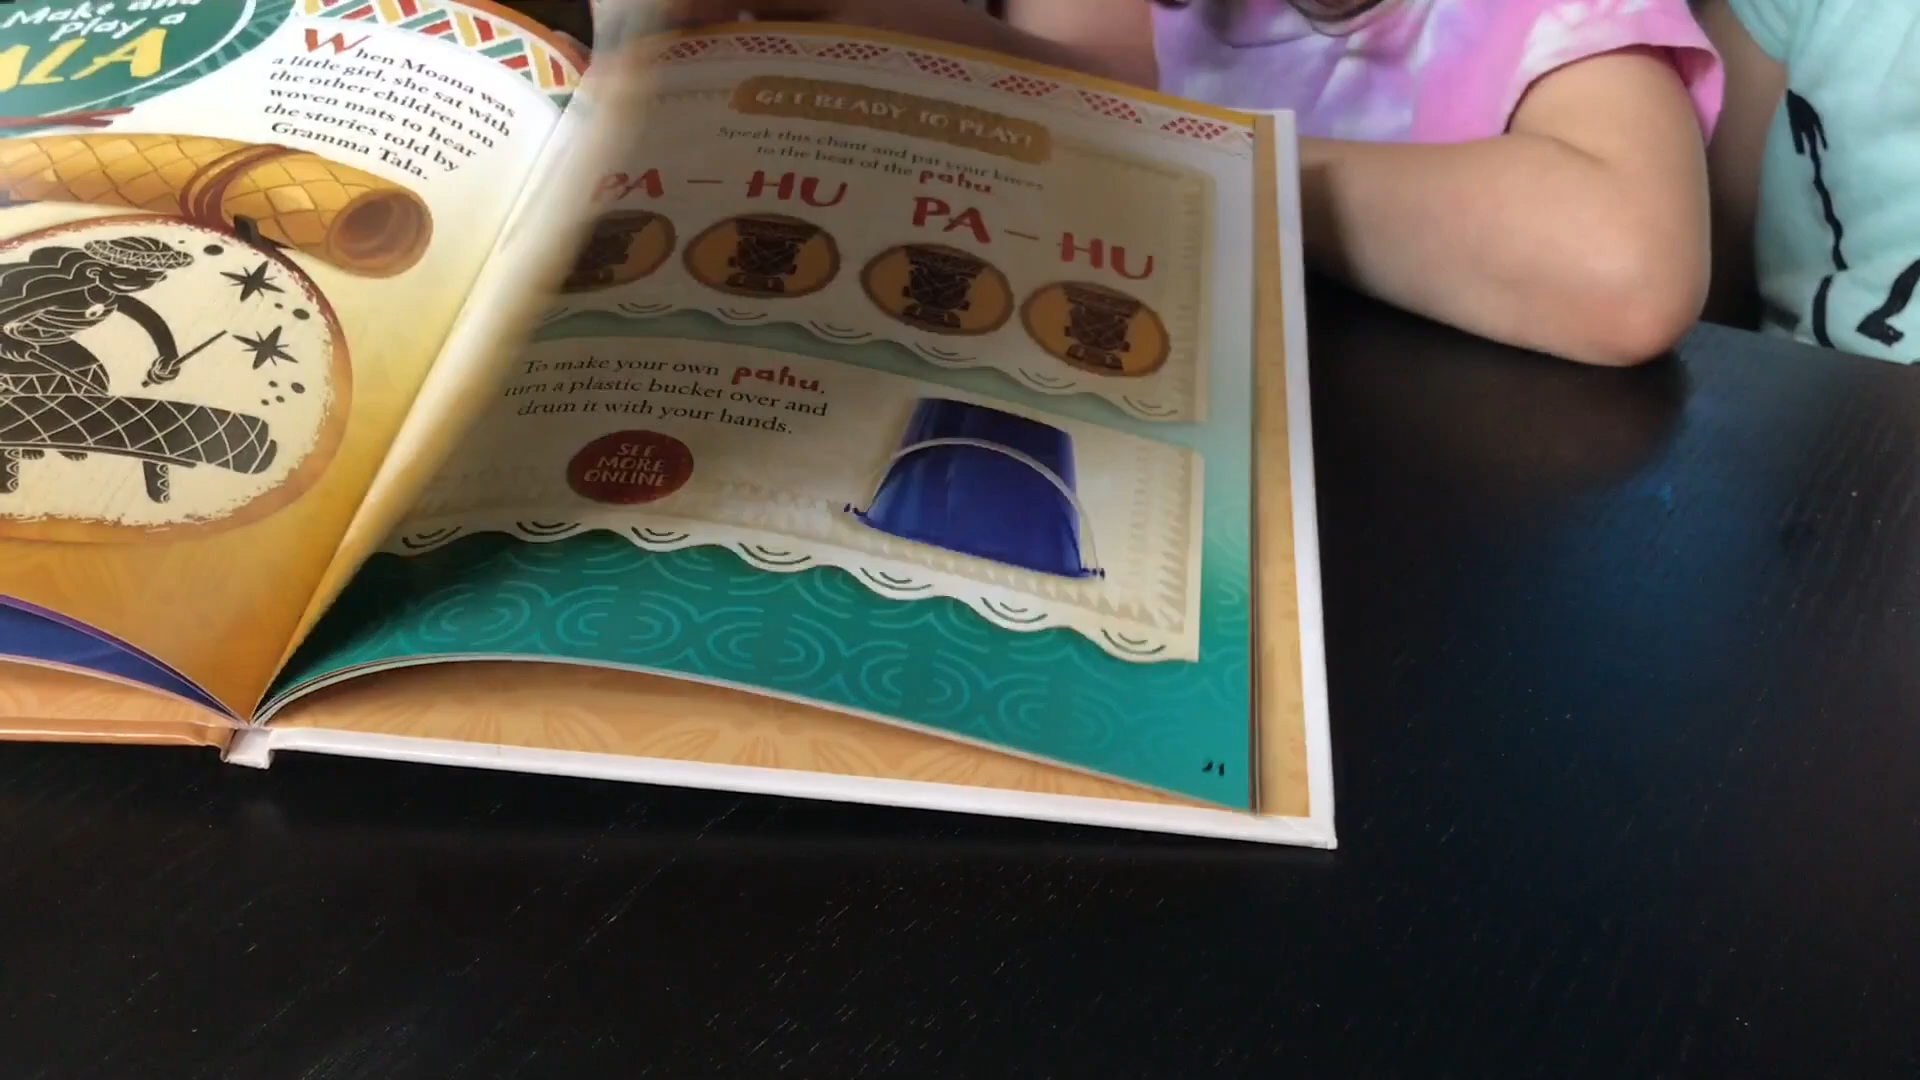 Make and
play a
ALA
When Moana was
a little girl, she sat with
the other children on
woven mats to hear
the stories told by
Gramma Tala.
GET READY TO PLAY!
Speak this chant and pat your knees
to the beat of the pahu.
PA – HU PA – HU
To make your own pahu,
turn a plastic bucket over and
drum it with your hands.
SEE
MORE
ONLINE
21